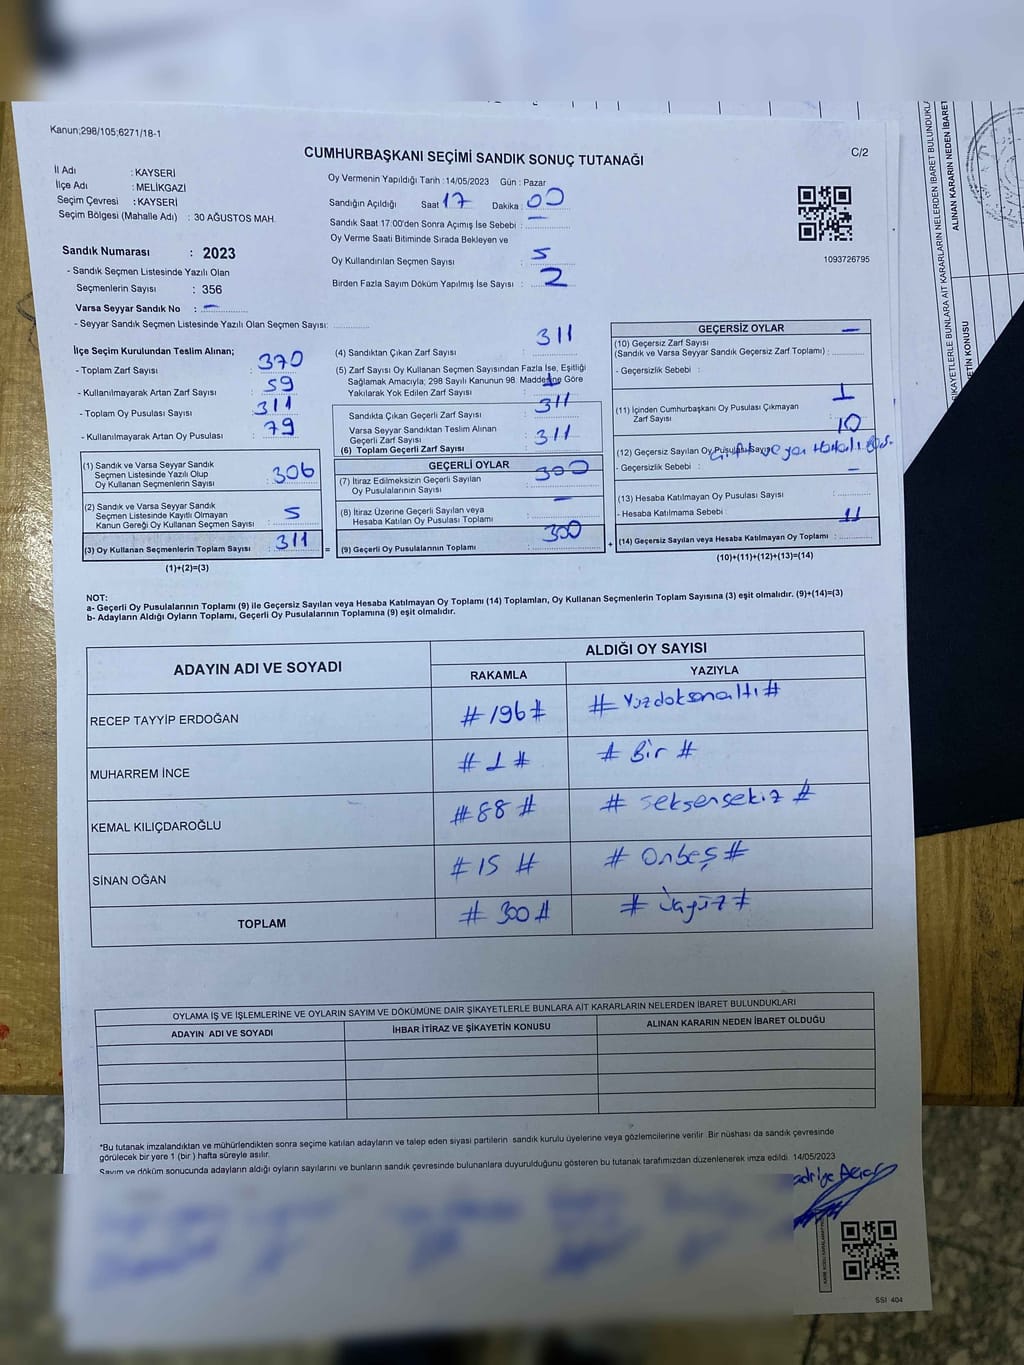 Kanun;298/105;6271/18-1
CUMHURBAŞKANI SEÇİMİ SANDIK SONUÇ TUTANAĞI
C/2
İl Adı : KAYSERİ
İlçe Adı : MELİKGAZİ
Seçim Çevresi : KAYSERİ
Seçim Bölgesi (Mahalle Adı) : 30 AĞUSTOS MAH.
Sandık Numarası : 2023
- Sandık Seçmen Listesinde Yazılı Olan
Seçmenlerin Sayısı : 356
Varsa Seyyar Sandık No : —
- Seyyar Sandık Seçmen Listesinde Yazılı Olan Seçmen Sayısı:
Oy Vermenin Yapıldığı Tarih :14/05/2023 Gün : Pazar
Sandığın Açıldığı Saat 17 Dakika : 00
Sandık Saat 17:00'den Sonra Açımış İse Sebebi : —
Oy Verme Saati Bitiminde Sırada Bekleyen ve
Oy Kullandırılan Seçmen Sayısı : 5
Birden Fazla Sayım Döküm Yapılmış İse Sayısı : 2
1093726795
İlçe Seçim Kurulundan Teslim Alınan;
- Toplam Zarf Sayısı : 370
- Kullanılmayarak Artan Zarf Sayısı : 59
- Toplam Oy Pusulası Sayısı : 311
- Kullanılmayarak Artan Oy Pusulası : 79
(1) Sandık ve Varsa Seyyar Sandık
Seçmen Listesinde Yazılı Olup
Oy Kullanan Seçmenlerin Sayısı : 306
(2) Sandık ve Varsa Seyyar Sandık
Seçmen Listesinde Kayıtlı Olmayan
Kanun Gereği Oy Kullanan Seçmen Sayısı : 5
(3) Oy Kullanan Seçmenlerin Toplam Sayısı : 311
(1)+(2)=(3)
=
(4) Sandıktan Çıkan Zarf Sayısı : 311
(5) Zarf Sayısı Oy Kullanan Seçmen Sayısından Fazla İse, Eşitliği
Sağlamak Amacıyla; 298 Sayılı Kanunun 98. Maddesine Göre
Yakılarak Yok Edilen Zarf Sayısı :
Sandıkta Çıkan Geçerli Zarf Sayısı : 311
Varsa Seyyar Sandıktan Teslim Alınan
Geçerli Zarf Sayısı
(6) Toplam Geçerli Zarf Sayısı : 311
GEÇERLİ OYLAR
(7) İtiraz Edilmeksizin Geçerli Sayılan
Oy Pusulalarının Sayısı : 300
(8) İtiraz Üzerine Geçerli Sayılan veya
Hesaba Katılan Oy Pusulası Toplamı : —
(9) Geçerli Oy Pusulalarının Toplamı : 300
+
GEÇERSİZ OYLAR
(10) Geçersiz Zarf Sayısı —
(Sandık ve Varsa Seyyar Sandık Geçersiz Zarf Toplamı) :
- Geçersizlik Sebebi :
(11) İçinden Cumhurbaşkanı Oy Pusulası Çıkmayan
Zarf Sayısı : 1
(12) Geçersiz Sayılan Oy Pusulası Sayısı : 10
- Geçersizlik Sebebi :
(13) Hesaba Katılmayan Oy Pusulası Sayısı : —
- Hesaba Katılmama Sebebi :
(14) Geçersiz Sayılan veya Hesaba Katılmayan Oy Toplamı : 11
(10)+(11)+(12)+(13)=(14)
NOT:
a- Geçerli Oy Pusulalarının Toplamı (9) ile Geçersiz Sayılan veya Hesaba Katılmayan Oy Toplamı (14) Toplamları, Oy Kullanan Seçmenlerin Toplam Sayısına (3) eşit olmalıdır. (9)+(14)=(3)
b- Adayların Aldığı Oyların Toplamı, Geçerli Oy Pusulalarının Toplamına (9) eşit olmalıdır.
ADAYIN ADI VE SOYADI
ALDIĞI OY SAYISI
RAKAMLA YAZIYLA
RECEP TAYYİP ERDOĞAN #196# # Yüzdoksanaltı #
MUHARREM İNCE # 1 # # Bir #
KEMAL KILIÇDAROĞLU #88 # # Seksensekiz #
SİNAN OĞAN # 15 # # Onbeş #
TOPLAM # 300 # # Üçyüz #
OYLAMA İŞ VE İŞLEMLERİNE VE OYLARIN SAYIM VE DÖKÜMÜNE DAİR ŞİKAYETLERLE BUNLARA AİT KARARLARIN NELERDEN İBARET BULUNDUKLARI
ADAYIN ADI VE SOYADI İHBAR İTİRAZ VE ŞİKAYETİN KONUSU ALINAN KARARIN NEDEN İBARET OLDUĞU
*Bu tutanak imzalandıktan ve mühürlendikten sonra seçime katılan adayların ve talep eden siyasi partilerin sandık kurulu üyelerine veya gözlemcilerine verilir. Bir nüshası da sandık çevresinde
görülecek bir yere 1 (bir) hafta süreyle asılır.
Sayım ve döküm sonucunda adayların aldığı oyların sayılarını ve bunların sandık çevresinde bulunanlara duyurulduğunu gösteren bu tutanak tarafımızdan düzenlenerek imza edildi. 14/05/2023
SSI 404
ALINAN KARARIN NEDEN İBARET